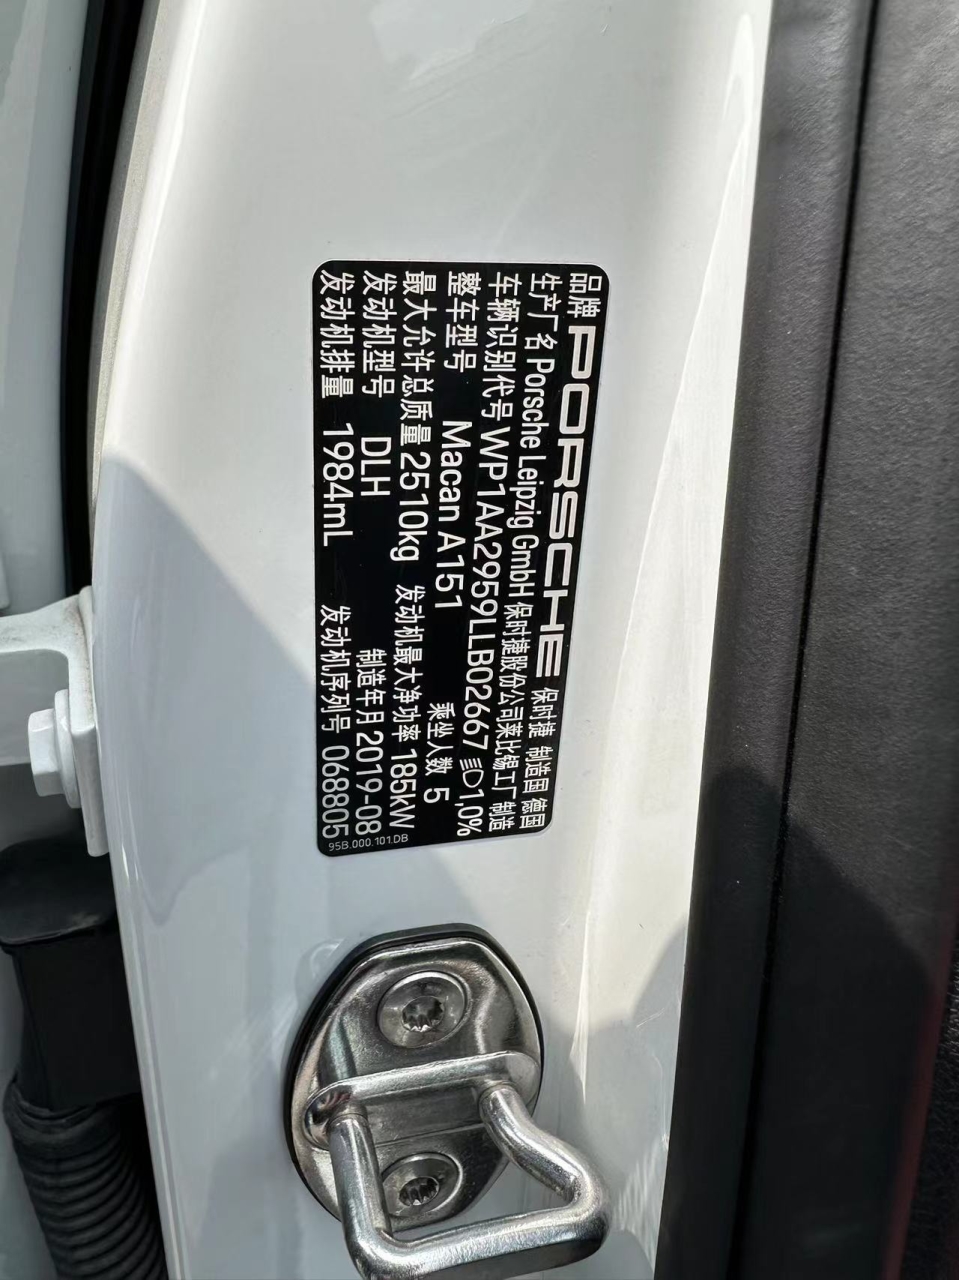 品牌 PORSCHE 保时捷 制造国 德国
生产厂名 Porsche Leipzig GmbH 保时捷股份公司莱比锡工厂制造
车辆识别代号 WP1AA2959LLB02667 1,0%
整车型号 Macan A151 乘坐人数 5
最大允许总质量 2510kg 发动机最大净功率 185kW
发动机型号 DLH 制造年月 2019-08
发动机排量 1984mL 发动机序列号 068805
95B.000.101.DB